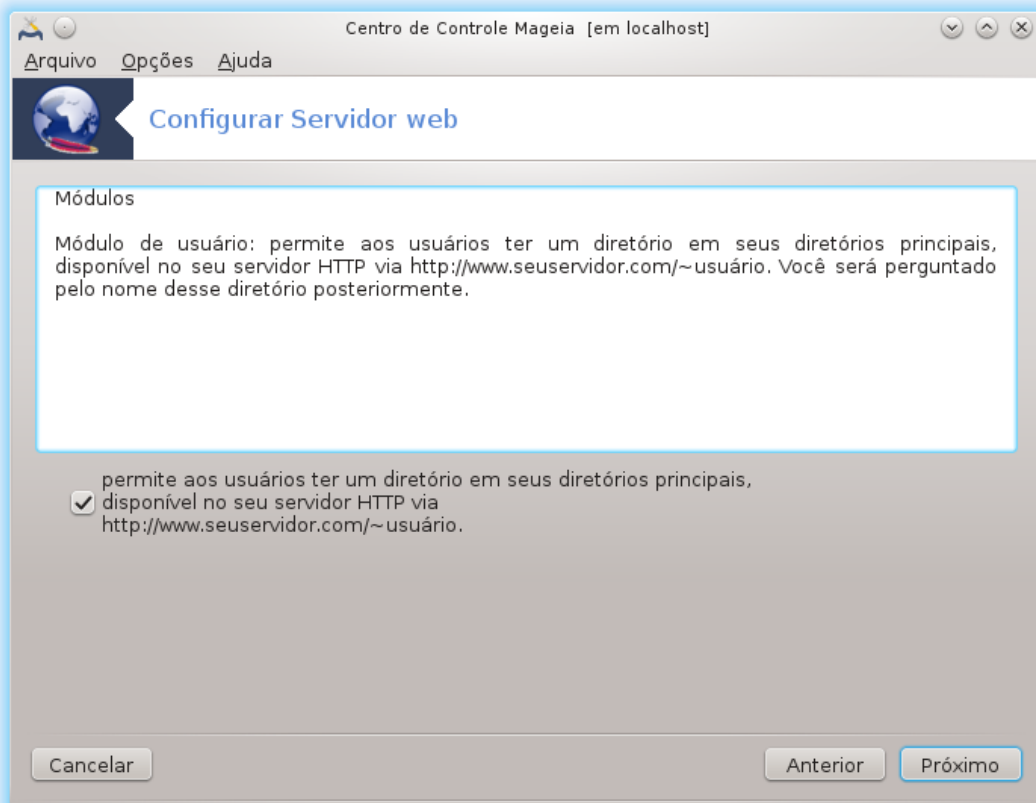 Centro de Controle Mageia [em localhost]
Arquivo Opções Ajuda
Configurar Servidor web
Módulos
Módulo de usuário: permite aos usuários ter um diretório em seus diretórios principais,
disponível no seu servidor HTTP via http://www.seuservidor.com/~usuário. Você será perguntado
pelo nome desse diretório posteriormente.
permite aos usuários ter um diretório em seus diretórios principais,
disponível no seu servidor HTTP via
http://www.seuservidor.com/~usuário.
Cancelar Anterior Próximo